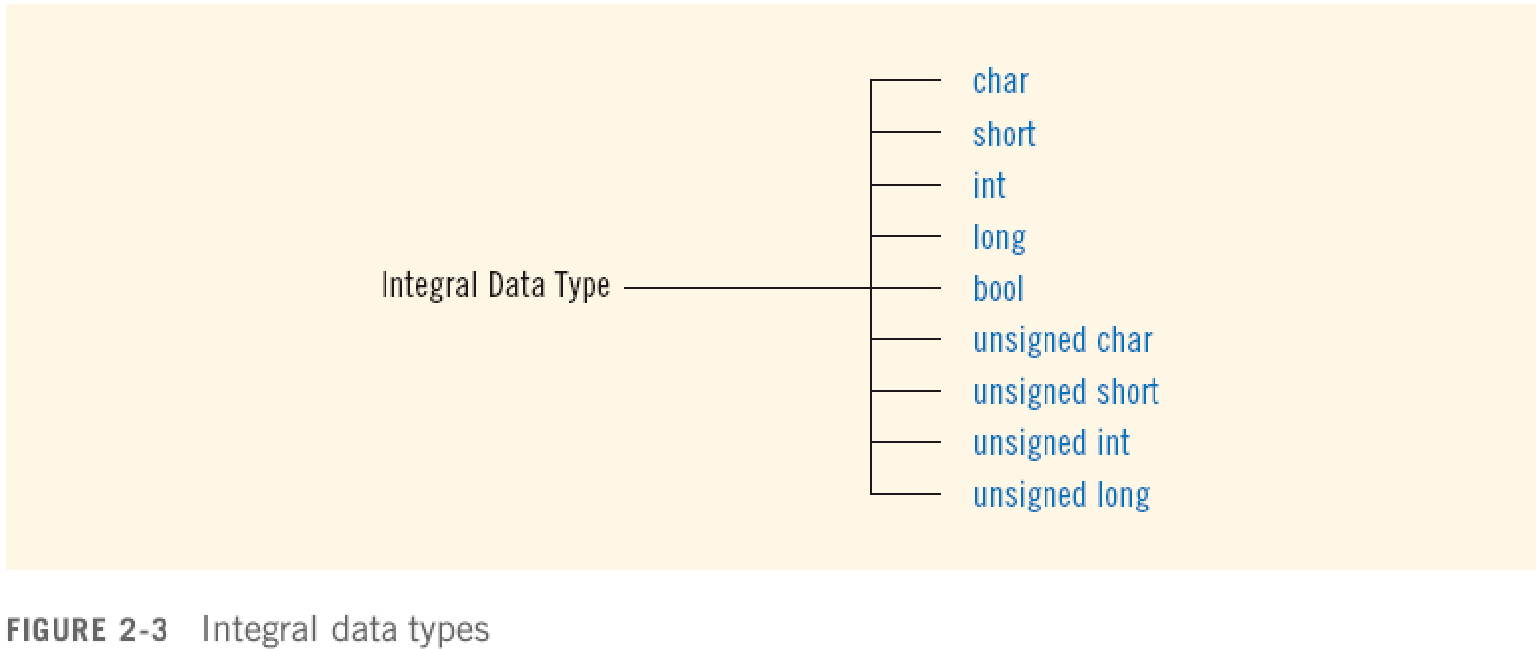 char
short
int
long
Integral Data Type
bool
unsigned char
unsigned short
unsigned int
unsigned long
FIGURE 2-3 Integral data types